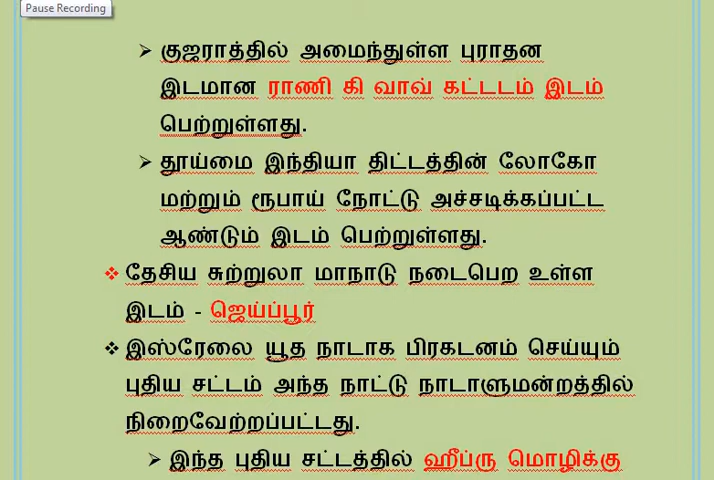 Pause Recording
➢ குஜராத்தில் அமைந்துள்ள புராதன
இடமான ராணி கி வாவ் கட்டடம் இடம்
பெற்றுள்ளது.
➢ தூய்மை இந்தியா திட்டத்தின் லோகோ
மற்றும் ரூபாய் நோட்டு அச்சடிக்கப்பட்ட
ஆண்டும் இடம் பெற்றுள்ளது.
❖ தேசிய சுற்றுலா மாநாடு நடைபெற உள்ள
இடம் - ஜெய்ப்பூர்
❖ இஸ்ரேலை யூத நாடாக பிரகடனம் செய்யும்
புதிய சட்டம் அந்த நாட்டு நாடாளுமன்றத்தில்
நிறைவேற்றப்பட்டது.
➢ இந்த புதிய சட்டத்தில் ஹீப்ரு மொழிக்கு